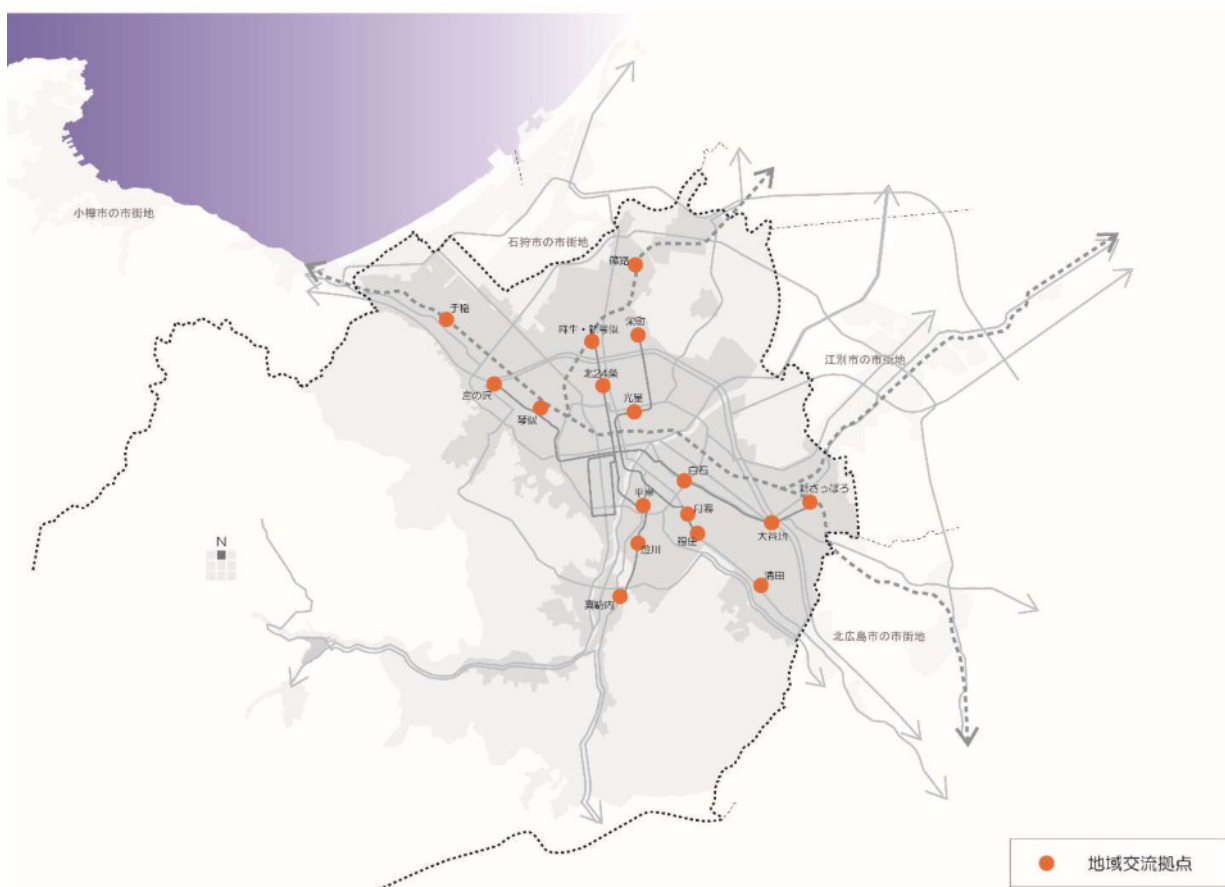 小樽市の市街地
石狩市の市街地
篠路
手稲
麻生・新琴似
栄町
江別市の市街地
北24条
宮の沢
琴似
光星
白石
新さっぽろ
平岸
月寒
大谷地
福住
澄川
N
清田
真駒内
北広島市の市街地
地域交流拠点